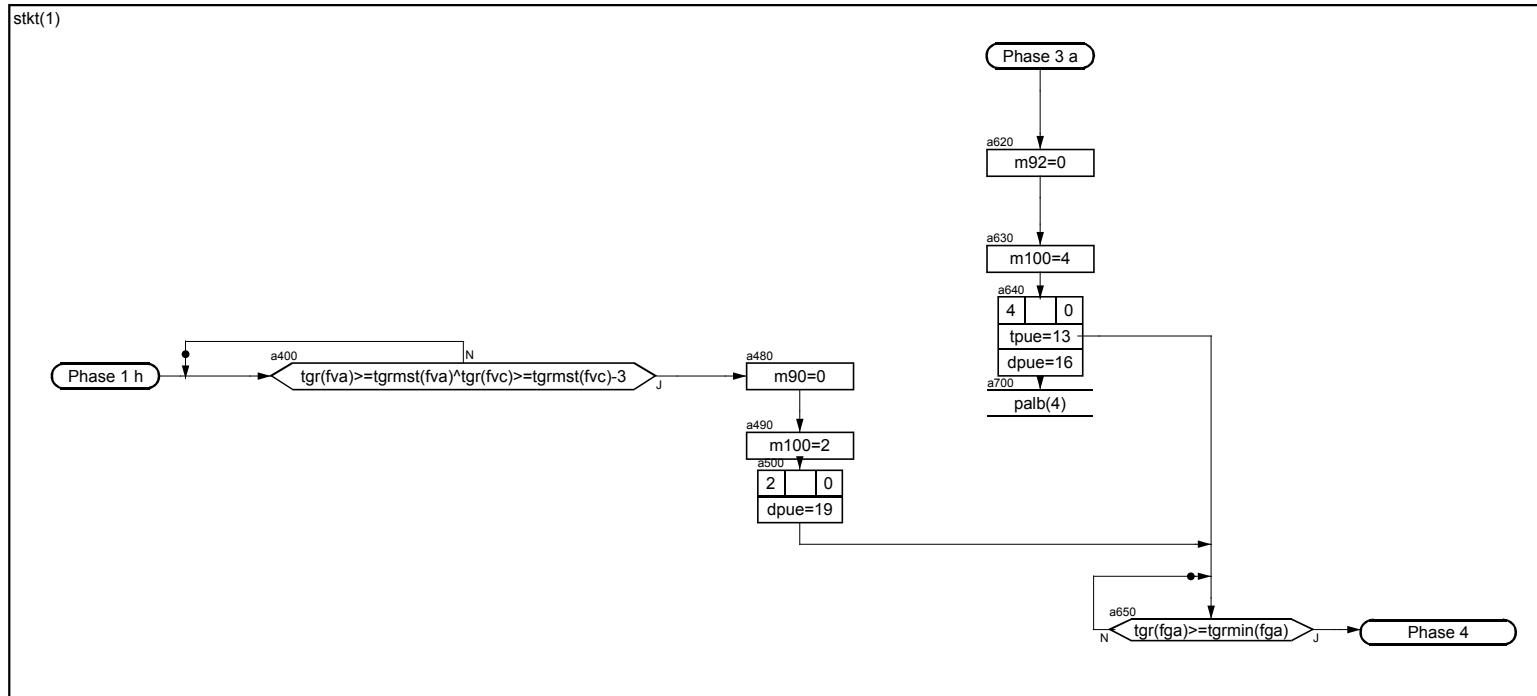 stkt(1)
Phase 3 a
a620
m92=0
a630
m100=4
a640
4 0
tpue=13
dpue=16
a700
palb(4)
Phase 1 h
a400
N
tgr(fva)>=tgrmst(fva)^tgr(fvc)>=tgrmst(fvc)-3
J
a480
m90=0
a490
m100=2
a500
2 0
dpue=19
a650
N
tgr(fga)>=tgrmin(fga)
J
Phase 4